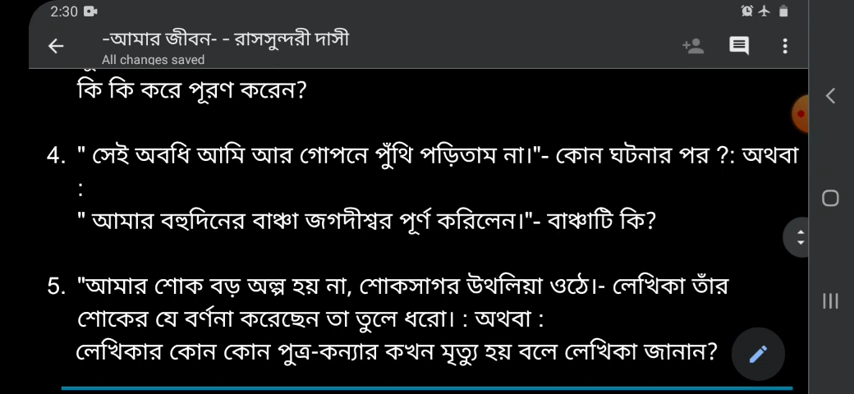 2:30
-আমার জীবন- - রাসসুন্দরী দাসী
All changes saved
কি কি করে পূরণ করেন?
4. " সেই অবধি আমি আর গোপনে পুঁথি পড়িতাম না।"- কোন ঘটনার পর ?: অথবা
:
" আমার বহুদিনের বাঞ্চা জগদীশ্বর পূর্ণ করিলেন।"- বাঞ্চাটি কি?
5. "আমার শোক বড় অল্প হয় না, শোকসাগর উথলিয়া ওঠে।- লেখিকা তাঁর
শোকের যে বর্ণনা করেছেন তা তুলে ধরো। : অথবা :
লেখিকার কোন কোন পুত্র-কন্যার কখন মৃত্যু হয় বলে লেখিকা জানান?